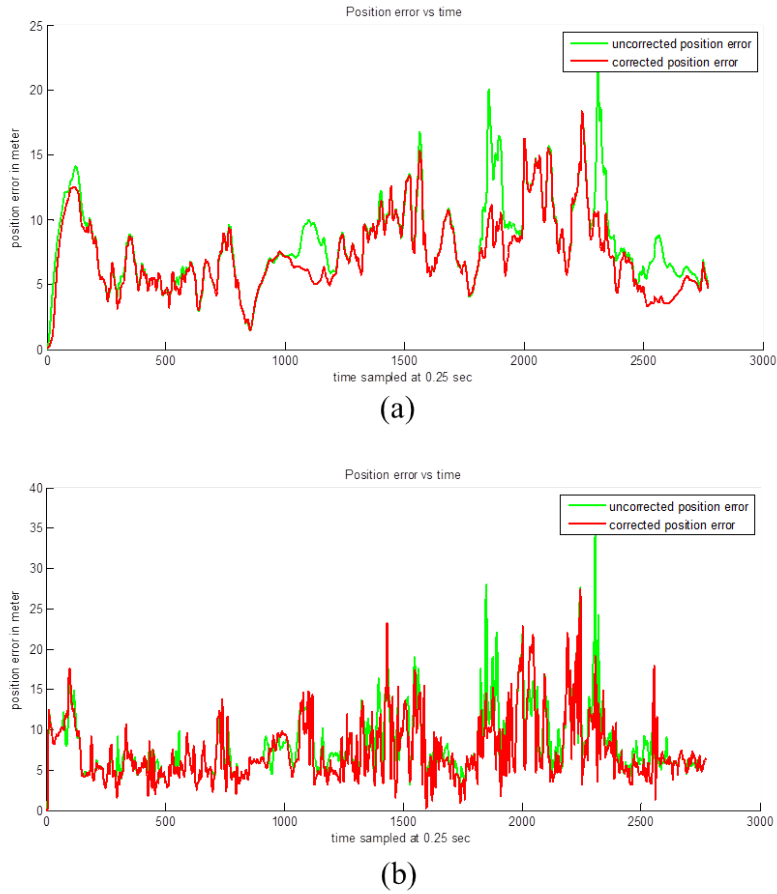 Position error vs time
25
uncorrected position error
corrected position error
20
15
10
5
0
position error in meter
0 500 1000 1500 2000 2500 3000
time sampled at 0.25 sec
(a)
Position error vs time
40
uncorrected position error
corrected position error
35
30
25
20
15
10
5
0
position error in meter
0 500 1000 1500 2000 2500 3000
time sampled at 0.25 sec
(b)